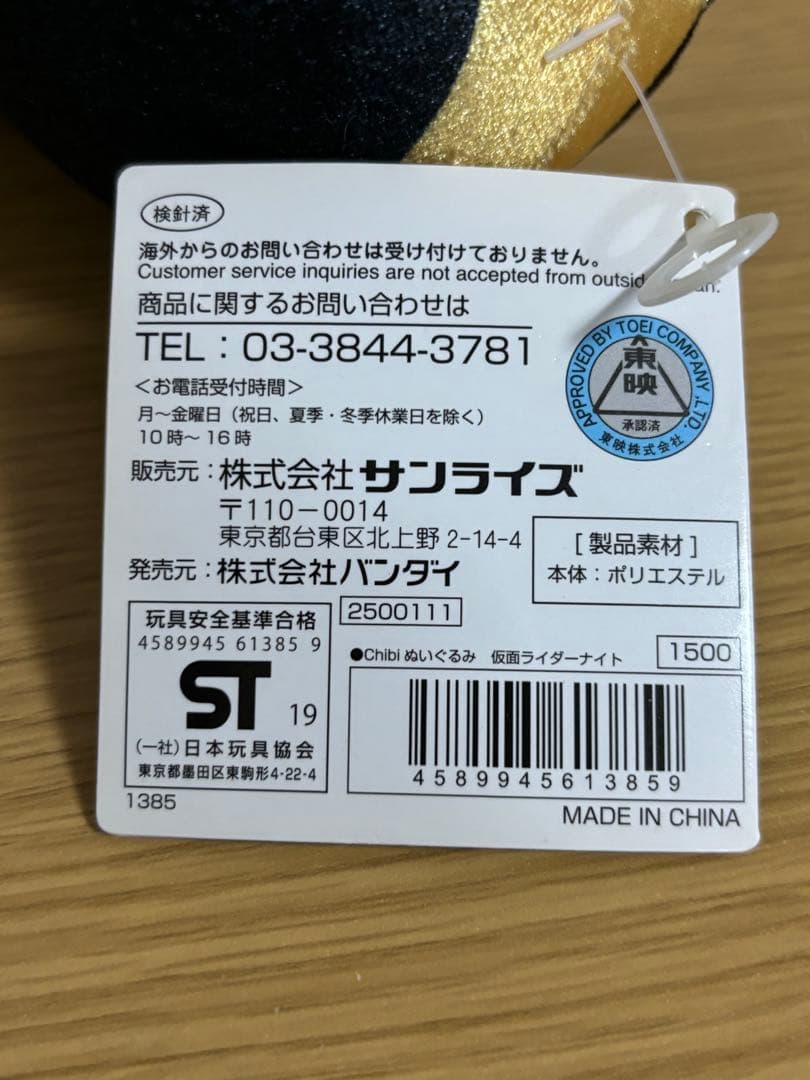 検針済
海外からのお問い合わせは受け付けておりません。
Customer service inquiries are not accepted from outsid
商品に関するお問い合わせは
TEL：03-3844-3781
＜お電話受付時間＞
月〜金曜日（祝日、夏季・冬季休業日を除く）
10時〜16時
APPROVED BY TOEI COMPANY, LTD.
東映
承認済
東映株式会社
販売元：株式会社サンライズ
〒110-0014
東京都台東区北上野2-14-4
発売元：株式会社バンダイ
[製品素材]
本体：ポリエステル
玩具安全基準合格
4589945 61385 9
ST 19
(一社)日本玩具協会
東京都墨田区東駒形4-22-4
1385
2500111
●Chibiぬいぐるみ 仮面ライダーナイト
1500
4589945613859
MADE IN CHINA